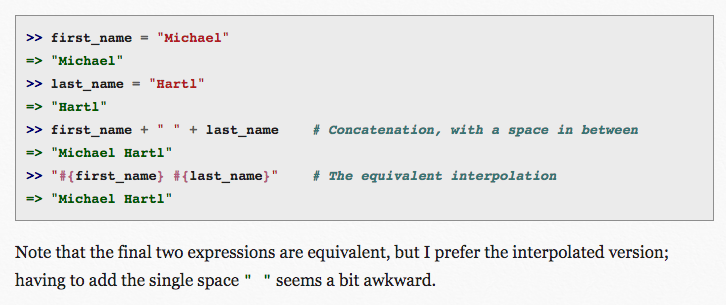 >> first_name = "Michael"
=> "Michael"
>> last_name = "Hartl"
=> "Hartl"
>> first_name + " " + last_name    # Concatenation, with a space in between
=> "Michael Hartl"
>> "#{first_name} #{last_name}"    # The equivalent interpolation
=> "Michael Hartl"
Note that the final two expressions are equivalent, but I prefer the interpolated version;
having to add the single space " " seems a bit awkward.